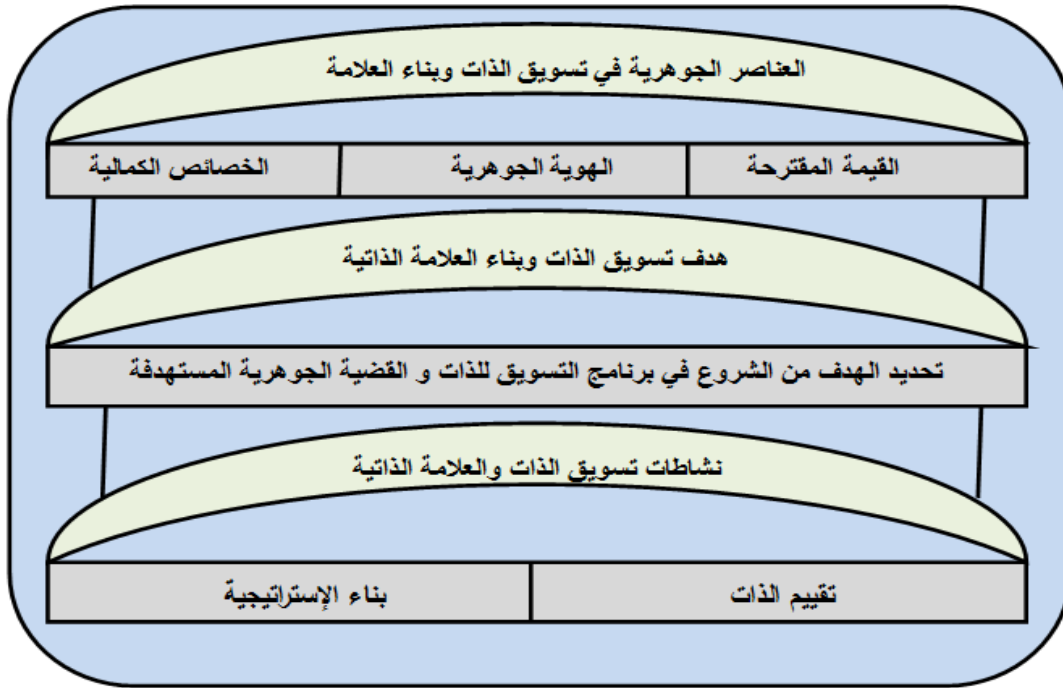 العناصر الجوهرية في تسويق الذات وبناء العلامة
القيمة المقترحة
الهوية الجوهرية
الخصائص الكمالية
هدف تسويق الذات وبناء العلامة الذاتية
تحديد الهدف من الشروع في برنامج التسويق للذات و القضية الجوهرية المستهدفة
نشاطات تسويق الذات والعلامة الذاتية
تقييم الذات
بناء الإستراتيجية